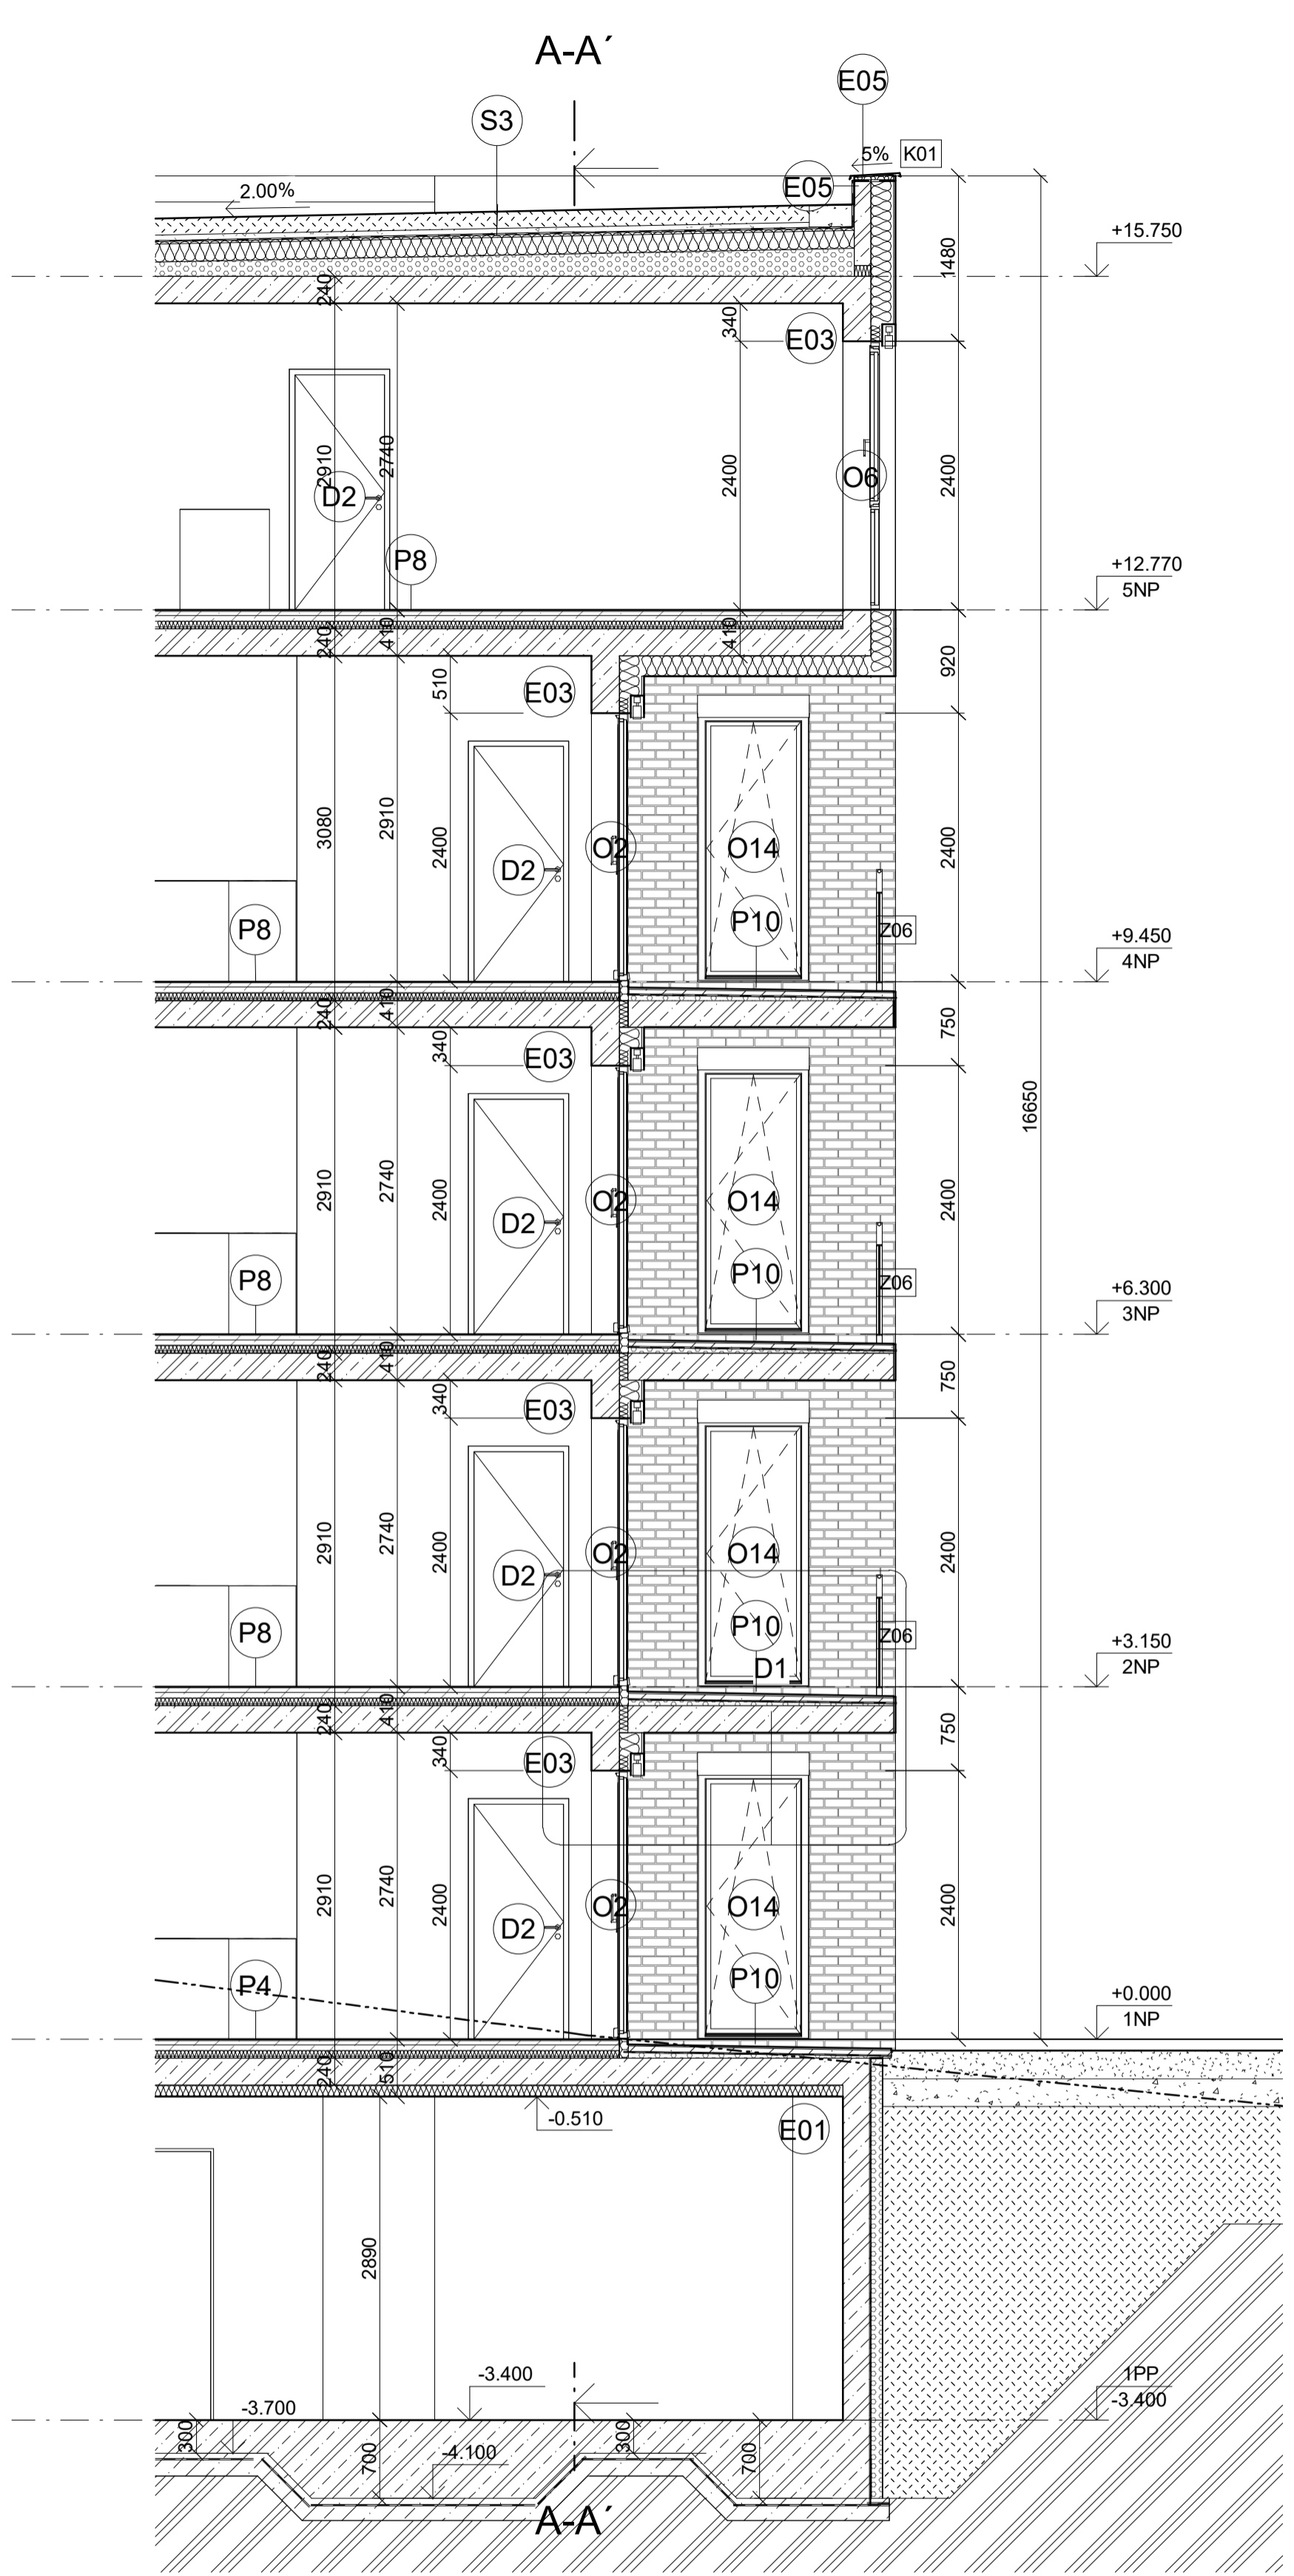 A-A´
E05
S3
5% K01
E05
2.00%
+15.750
1480
240
340
E03
2910
2740
2400
O6
2400
D2
P8
+12.770
5NP
240
410
410
920
510
E03
3080
2910
2400
O2
O14
2400
D2
P8
P10
Z06
+9.450
4NP
240
410
750
340
E03
16650
2910
2740
2400
O2
O14
2400
D2
P8
P10
Z06
+6.300
3NP
240
410
750
340
E03
2910
2740
2400
O2
O14
2400
D2
P8
P10
Z06
D1
+3.150
2NP
240
410
750
340
E03
2910
2740
2400
O2
O14
2400
D2
P4
P10
+0.000
1NP
240
510
-0.510
E01
2890
-3.400
1PP
-3.400
-3.700
300
300
700
-4.100
700
A-A´